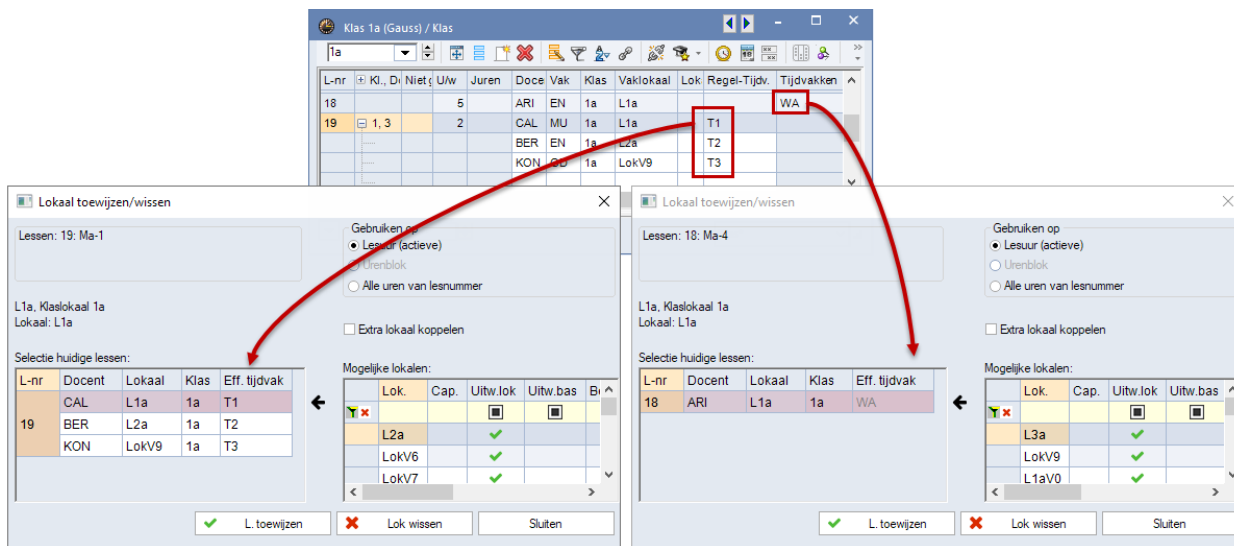 Klas 1a (Gauss) / Klas
1a
L-nr Kl., D Niet g U/w Juren Doce Vak Klas Vaklokaal Lok Regel-Tijdv. Tijdvakken
18 5 ARI EN 1a L1a WA
19 1, 3 2 CAL MU 1a L1a T1
BER EN 1a L2a T2
KON 1a LokV9 T3
Lokaal toewijzen/wissen
Lessen: 19: Ma-1
Gebruiken op
Lesuur (actieve)
Urenblok
Alle uren van lesnummer
L1a, Klaslokaal 1a
Lokaal: L1a
Extra lokaal koppelen
Selectie huidige lessen:
L-nr Docent Lokaal Klas Eff. tijdvak
19
CAL L1a 1a T1
BER L2a 1a T2
KON LokV9 1a T3
Mogelijke lokalen:
Lok. Cap. Uitw.lok Uitw.bas
L2a
LokV6
LokV7
L. toewijzen Lok wissen Sluiten
Lokaal toewijzen/wissen
Lessen: 18: Ma-4
Gebruiken op
Lesuur (actieve)
Urenblok
Alle uren van lesnummer
L1a, Klaslokaal 1a
Lokaal: L1a
Extra lokaal koppelen
Selectie huidige lessen:
L-nr Docent Lokaal Klas Eff. tijdvak
18 ARI L1a 1a WA
Mogelijke lokalen:
Lok. Cap. Uitw.lok Uitw.bas
L3a
LokV9
L1aV0
L. toewijzen Lok wissen Sluiten